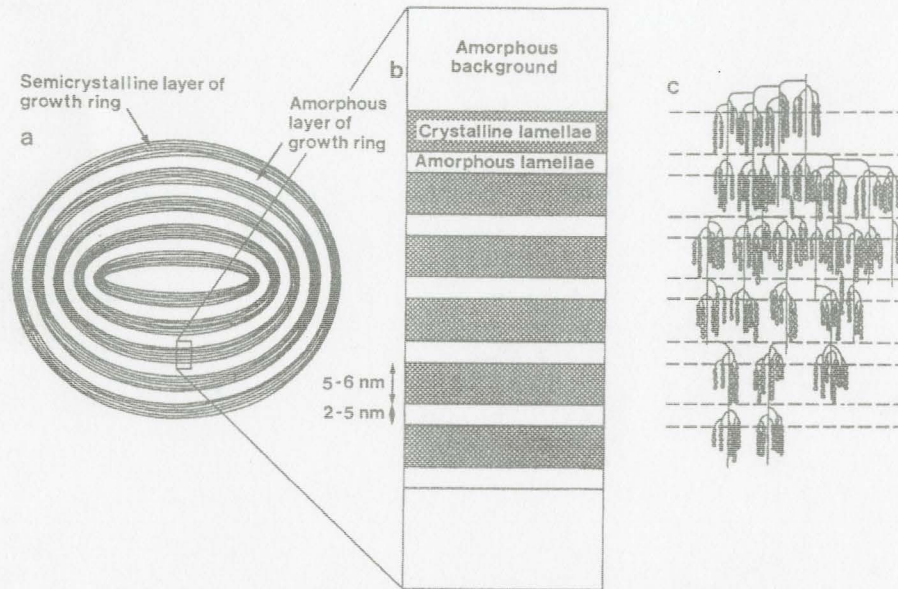 Semicrystalline layer of
growth ring
a
Amorphous
layer of
growth ring
b
Amorphous
background
Crystalline lamellae
Amorphous lamellae
5-6 nm
2-5 nm
c